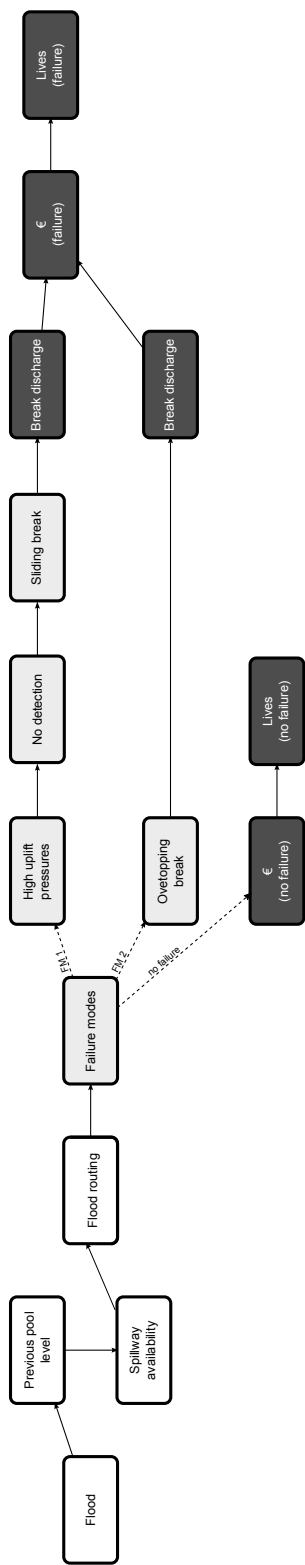 Flood
Previous pool
level
Spillway
availability
Flood routing
Failure modes
FM 1
High uplift
pressures
No detection
Sliding break
Break discharge
€
(failure)
Lives
(failure)
FM 2
Ovetopping
break
Break discharge
no failure
€
(no failure)
Lives
(no failure)